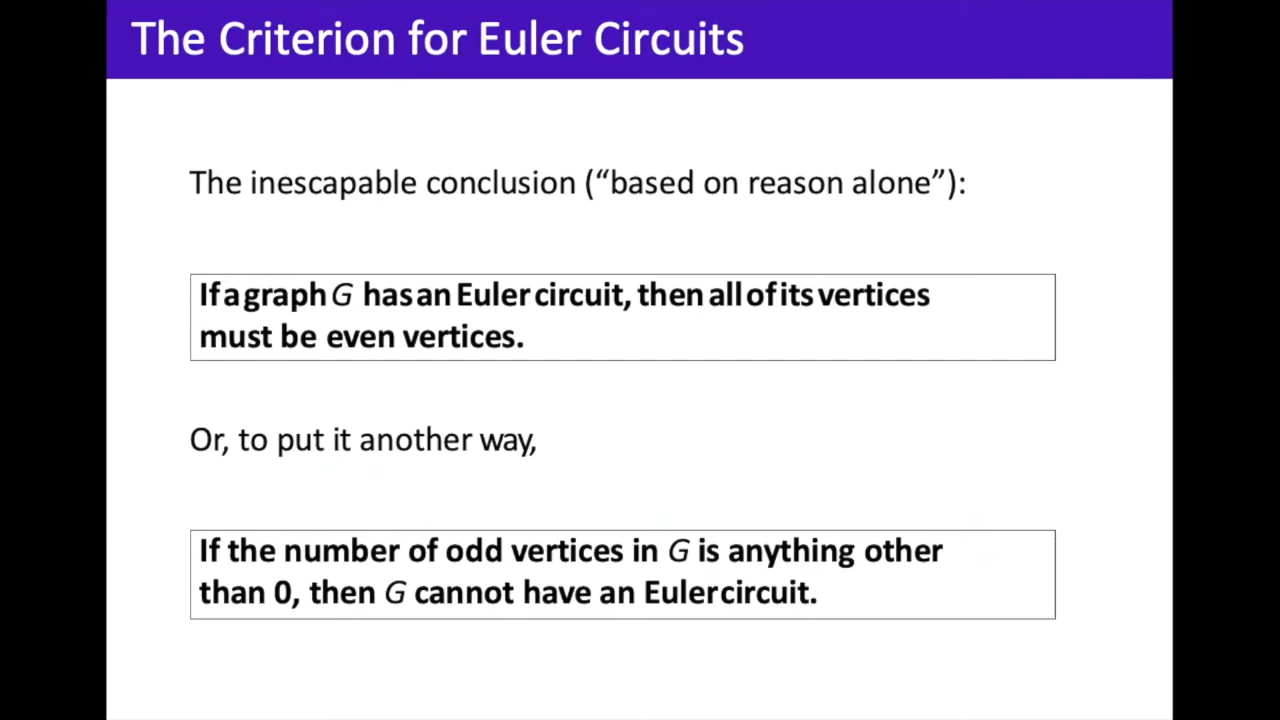 The Criterion for Euler Circuits
The inescapable conclusion (“based on reason alone”):
If a graph G has an Euler circuit, then all of its vertices
must be even vertices.
Or, to put it another way,
If the number of odd vertices in G is anything other
than 0, then G cannot have an Euler circuit.